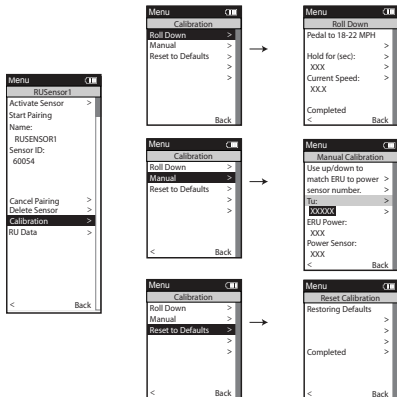 Menu
RUSensor1
Activate Sensor >
Start Pairing
Name:
RUSENSOR1
Sensor ID:
60054
Cancel Pairing >
Delete Sensor >
Calibration >
RU Data >
< Back
Menu
Calibration
Roll Down >
Manual >
Reset to Defaults >
>
Back
Menu
Roll Down
Pedal to 18-22 MPH
>
Hold for (sec): >
XXX >
Current Speed: >
XX.X
Completed
< Back
Menu
Calibration
Roll Down >
Manual >
Reset to Defaults >
>
< Back
Menu
Manual Calibration
Use up/down to
match ERU to power >
sensor number. >
Tu: >
XXXXX >
ERU Power:
XXX
Power Sensor:
XXX
< Back
Menu
Calibration
Roll Down >
Manual >
Reset to Defaults >
>
< Back
Menu
Reset Calibration
Restoring Defaults
>
>
>
Completed >
< Back